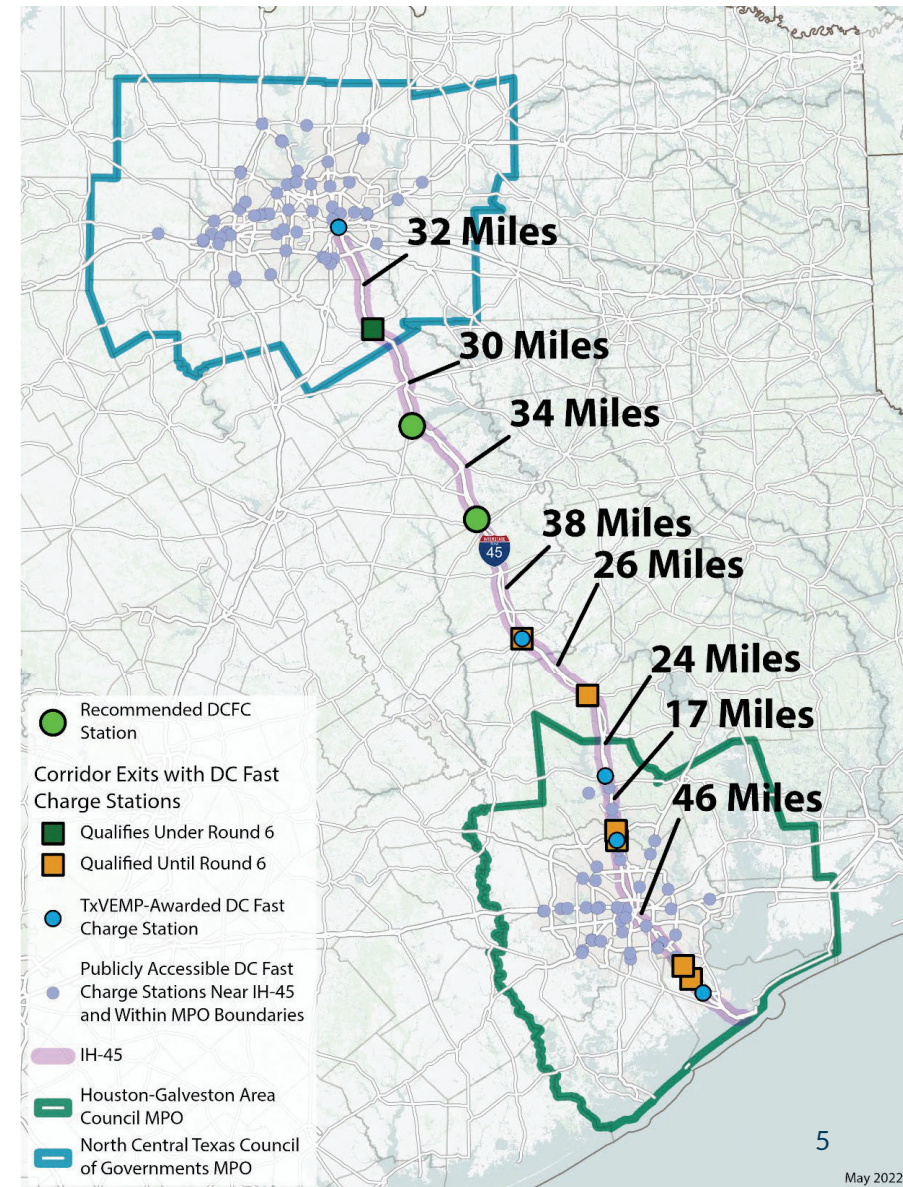 32 Miles
30 Miles
34 Miles
38 Miles
45
26 Miles
24 Miles
17 Miles
46 Miles
Recommended DCFC
Station
Corridor Exits with DC Fast
Charge Stations
Qualifies Under Round 6
Qualified Until Round 6
TxVEMP-Awarded DC Fast
Charge Station
Publicly Accessible DC Fast
Charge Stations Near IH-45
and Within MPO Boundaries
IH-45
Houston-Galveston Area
Council MPO
North Central Texas Council
of Governments MPO
5
May 2022